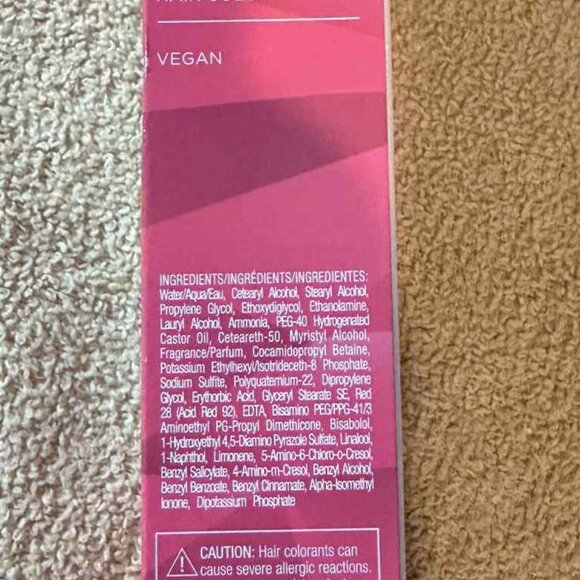 VEGAN
INGREDIENTS/INGRÉDIENTS/INGREDIENTES:
Water/Aqua/Eau, Cetearyl Alcohol, Stearyl Alcohol,
Propylene Glycol, Ethoxydiglycol, Ethanolamine,
Lauryl Alcohol, Ammonia, PEG-40 Hydrogenated
Castor Oil, Ceteareth-50, Myristyl Alcohol,
Fragrance/Parfum, Cocamidopropyl Betaine,
Potassium Ethylhexyl/Isotrideceth-8 Phosphate,
Sodium Sulfite, Polyquaternium-22, Dipropylene
Glycol, Erythorbic Acid, Glyceryl Stearate SE, Red
28 (Acid Red 92), EDTA, Bisamino PEG/PPG-41/3
Aminoethyl PG-Propyl Dimethicone, Bisabolol,
1-Hydroxyethyl 4,5-Diamino Pyrazole Sulfate, Linalool,
1-Naphthol, Limonene, 5-Amino-6-Chloro-o-Cresol,
Benzyl Salicylate, 4-Amino-m-Cresol, Benzyl Alcohol,
Benzyl Benzoate, Benzyl Cinnamate, Alpha-Isomethyl
Ionone, Dipotassium Phosphate
CAUTION: Hair colorants can
cause severe allergic reactions.